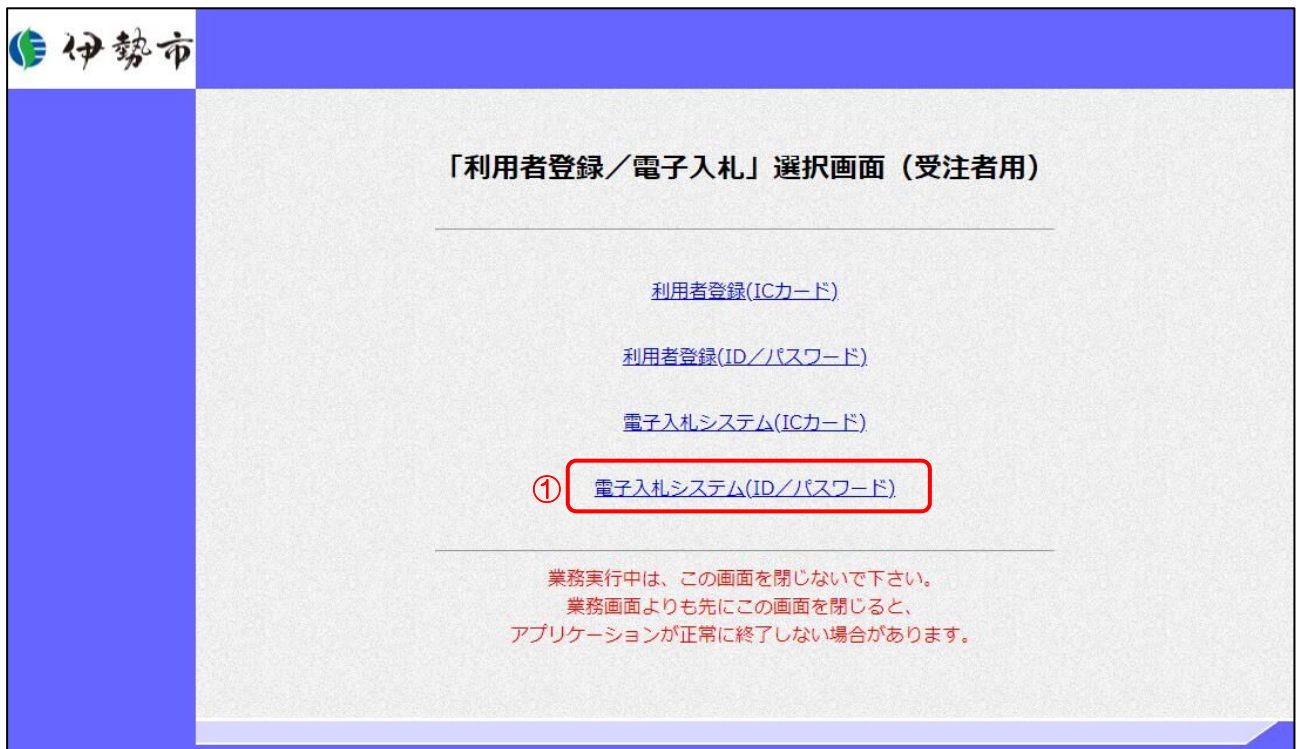 伊勢市
「利用者登録／電子入札」選択画面（受注者用）
利用者登録(ICカード)
利用者登録(ID／パスワード)
電子入札システム(ICカード)
① 電子入札システム(ID／パスワード)
業務実行中は、この画面を閉じないで下さい。
業務画面よりも先にこの画面を閉じると、
アプリケーションが正常に終了しない場合があります。